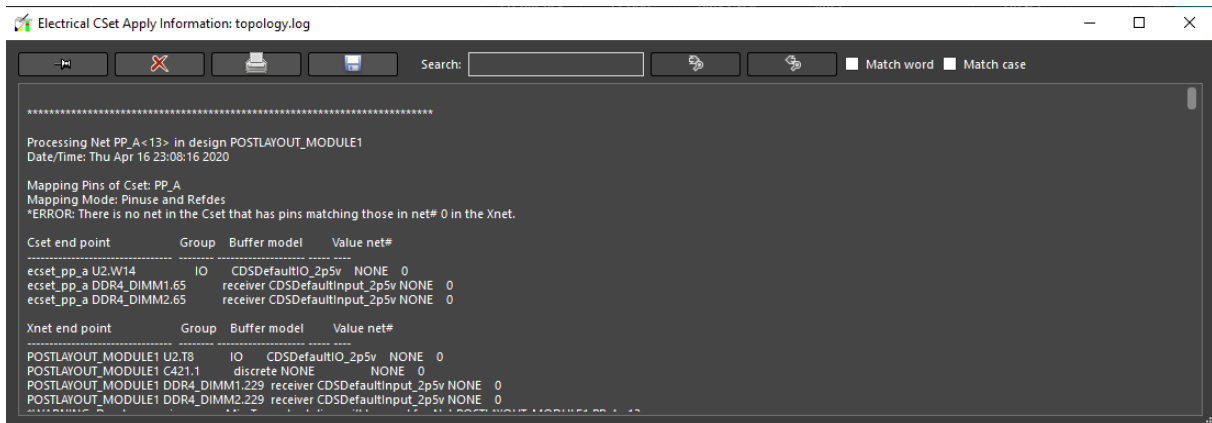 Electrical CSet Apply Information: topology.log
Search:
Match word
Match case
******************************************************************************
Processing Net PP_A<13> in design POSTLAYOUT_MODULE1
Date/Time: Thu Apr 16 23:08:16 2020
Mapping Pins of Cset: PP_A
Mapping Mode: Pinuse and Refdes
*ERROR: There is no net in the Cset that has pins matching those in net# 0 in the Xnet.
Cset end point Group Buffer model Value net#
-------------------------------- -------- -------------------- ----- ----
ecset_pp_a U2.W14 IO CDSDefaultIO_2p5v NONE 0
ecset_pp_a DDR4_DIMM1.65 receiver CDSDefaultInput_2p5v NONE 0
ecset_pp_a DDR4_DIMM2.65 receiver CDSDefaultInput_2p5v NONE 0
Xnet end point Group Buffer model Value net#
-------------------------------- -------- -------------------- ----- ----
POSTLAYOUT_MODULE1 U2.T8 IO CDSDefaultIO_2p5v NONE 0
POSTLAYOUT_MODULE1 C421.1 discrete NONE NONE 0
POSTLAYOUT_MODULE1 DDR4_DIMM1.229 receiver CDSDefaultInput_2p5v NONE 0
POSTLAYOUT_MODULE1 DDR4_DIMM2.229 receiver CDSDefaultInput_2p5v NONE 0